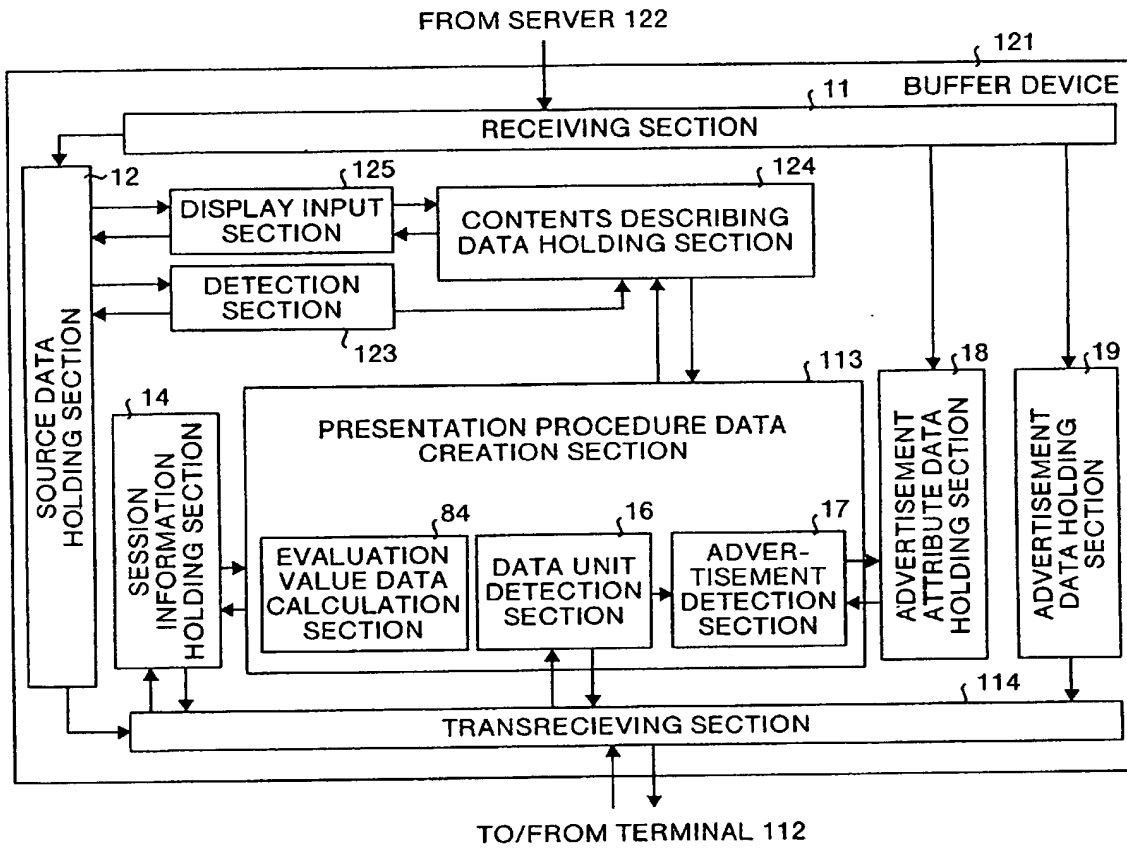 FROM SERVER 122
121
BUFFER DEVICE
11
RECEIVING SECTION
12
SOURCE DATA
HOLDING SECTION
125
DISPLAY INPUT
SECTION
124
CONTENTS DESCRIBING
DATA HOLDING SECTION
DETECTION
SECTION
123
14
SESSION
INFORMATION
HOLDING SECTION
113
PRESENTATION PROCEDURE DATA
CREATION SECTION
84
EVALUATION
VALUE DATA
CALCULATION
SECTION
16
DATA UNIT
DETECTION
SECTION
17
ADVER-
TISEMENT
DETECTION
SECTION
18
ADVERTISEMENT
ATTRIBUTE DATA
HOLDING SECTION
19
ADVERTISEMENT
DATA HOLDING
SECTION
114
TRANSRECIEVING SECTION
TO/FROM TERMINAL 112